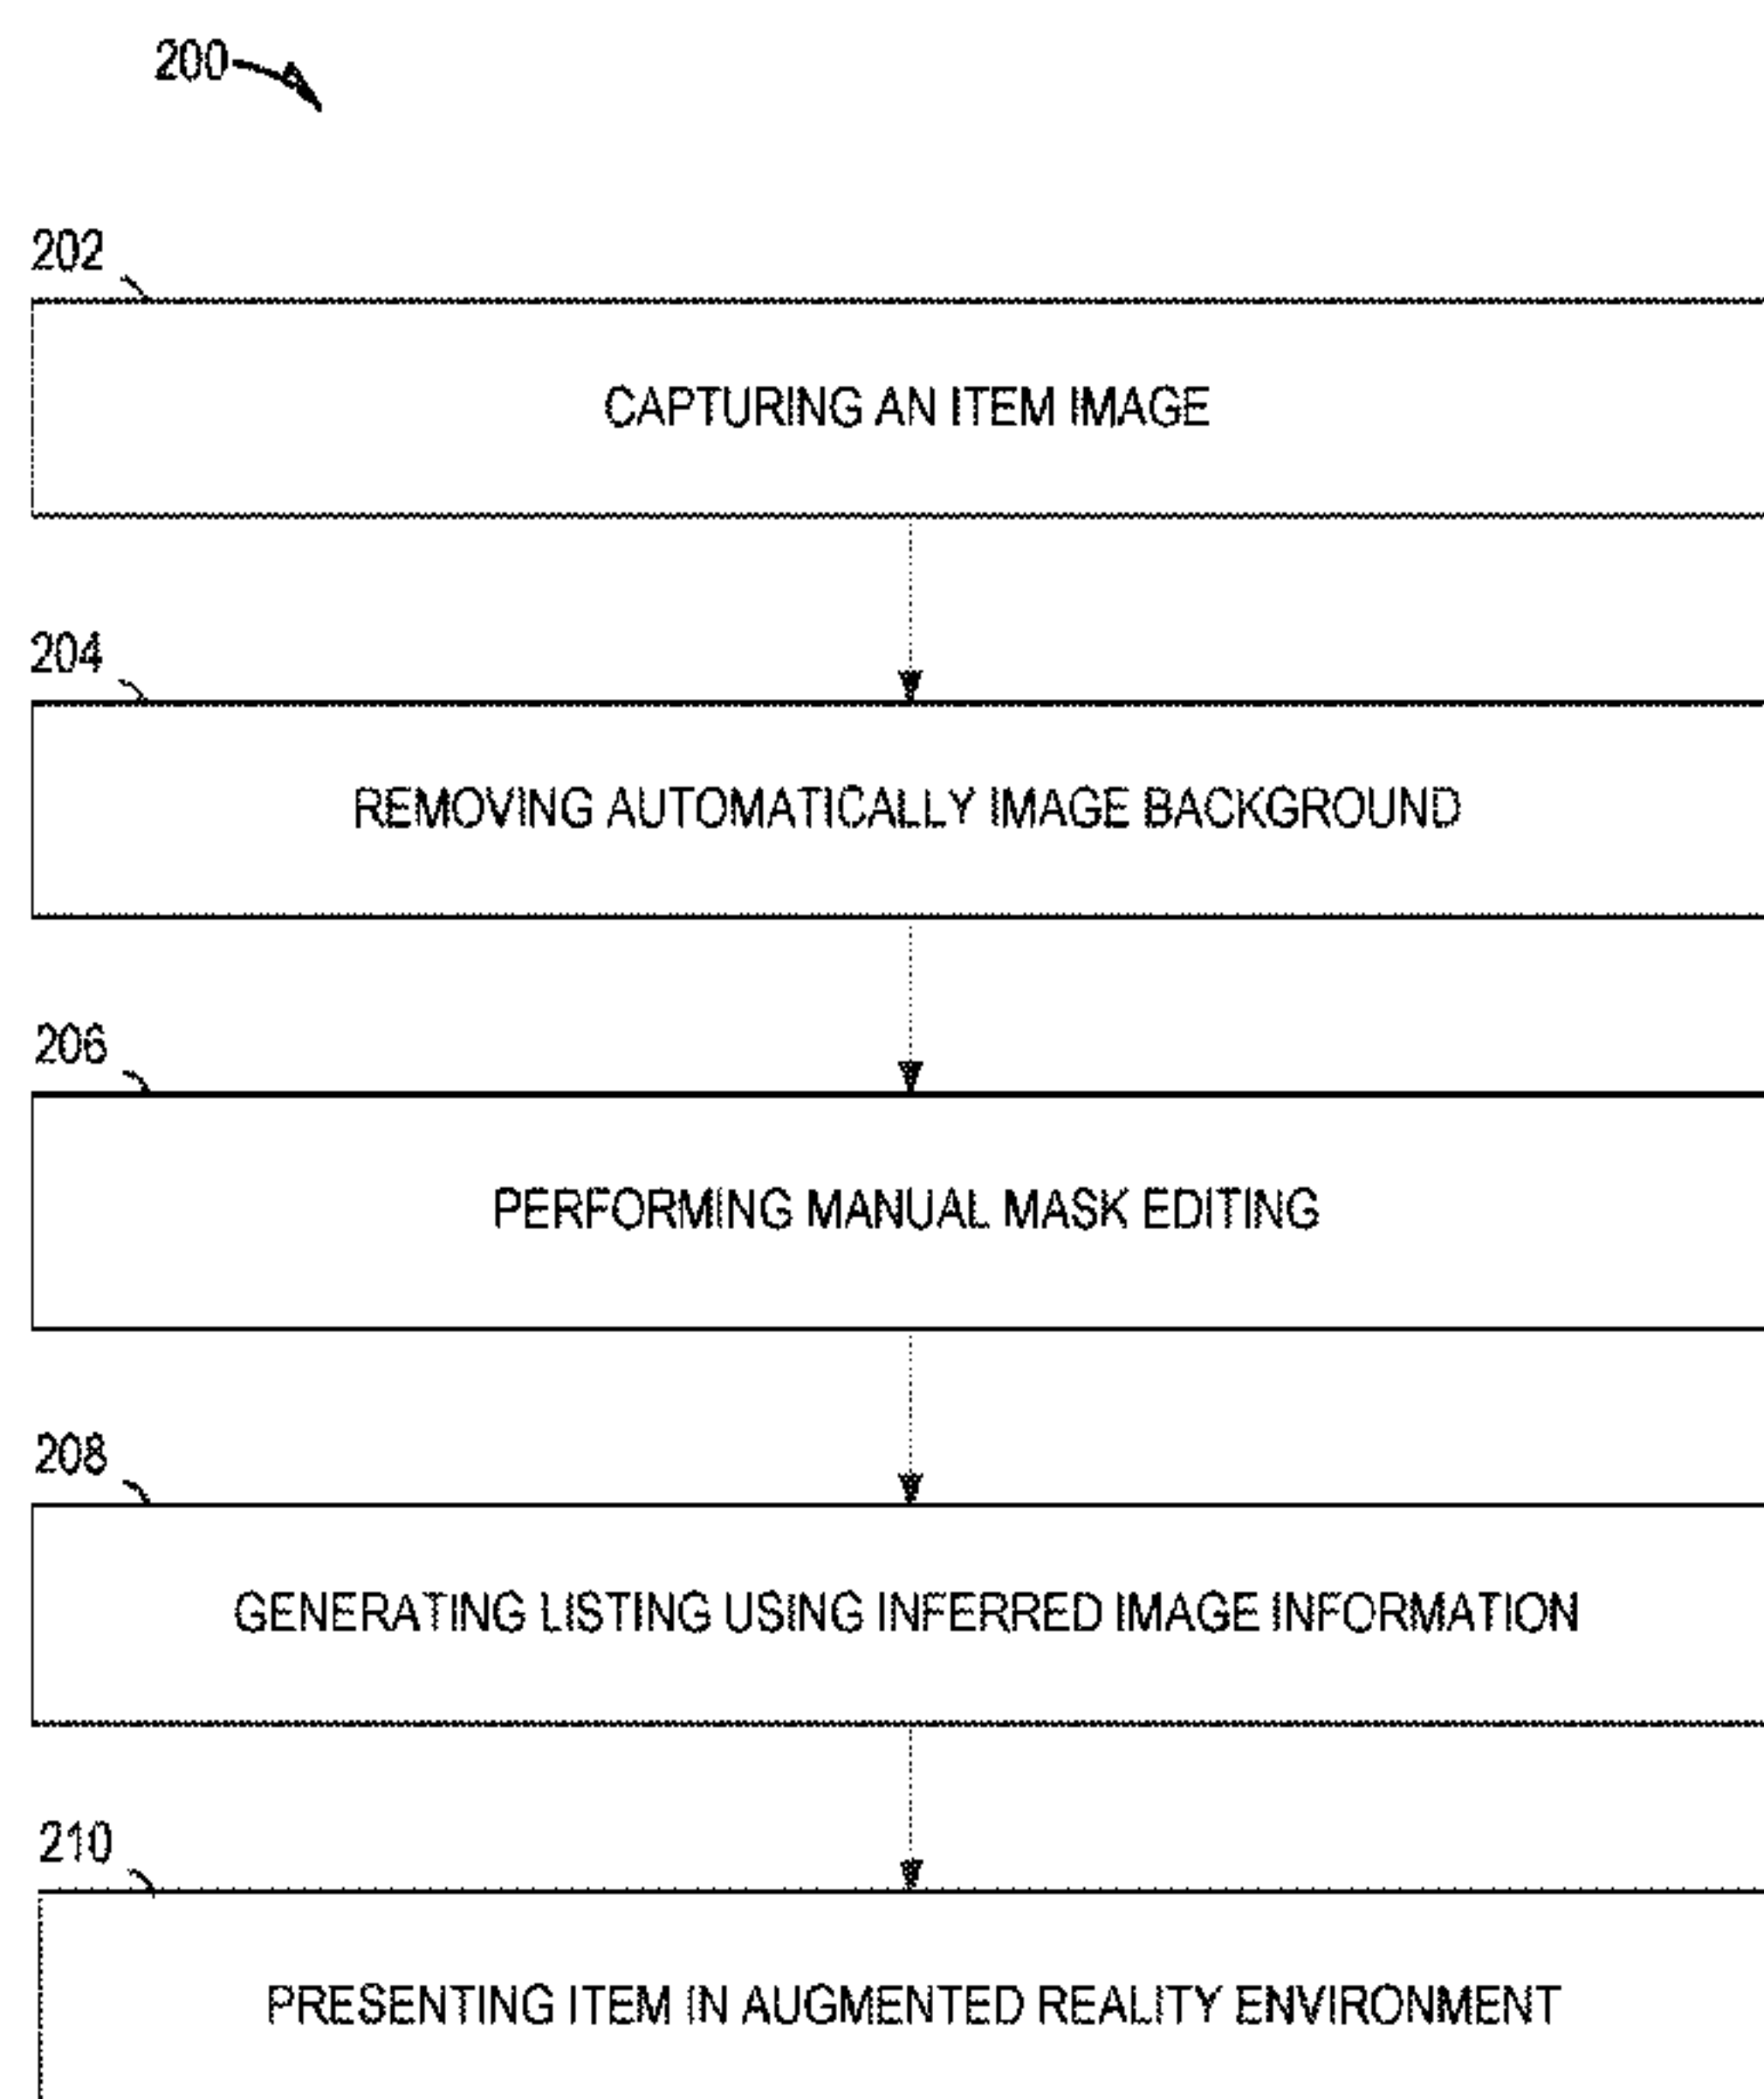 200
202
CAPTURING AN ITEM IMAGE
204
REMOVING AUTOMATICALLY IMAGE BACKGROUND
206
PERFORMING MANUAL MASK EDITING
208
GENERATING LISTING USING INFERRED IMAGE INFORMATION
210
PRESENTING ITEM IN AUGMENTED REALITY ENVIRONMENT